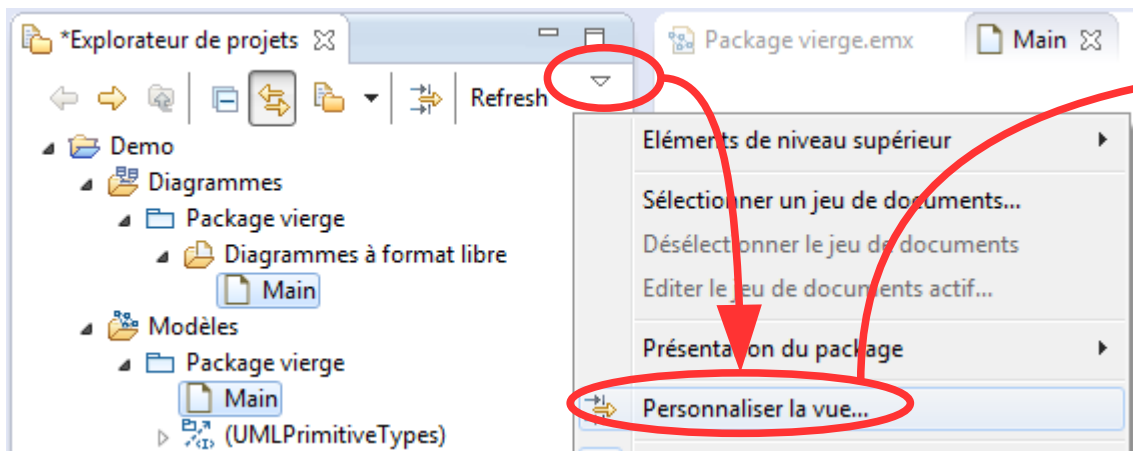 *Explorateur de projets
Package vierge.emx
Main
Refresh
Demo
Diagrammes
Package vierge
Diagrammes à format libre
Main
Modèles
Package vierge
Main
(UMLPrimitiveTypes)
Eléments de niveau supérieur
Sélectionner un jeu de documents...
Désélectionner le jeu de documents
Editer le jeu de documents actif...
Présentation du package
Personnaliser la vue...